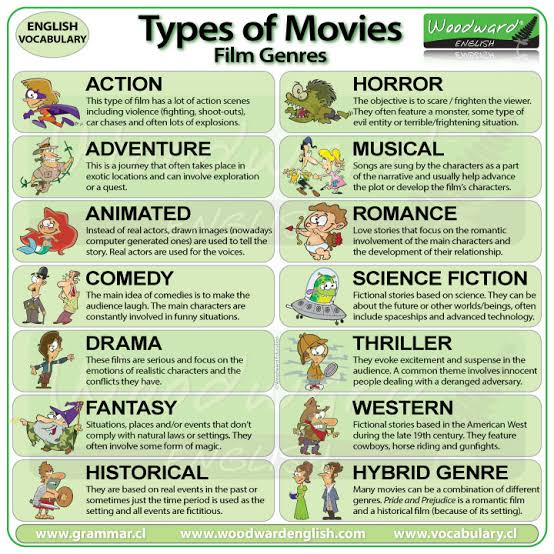 ENGLISH
VOCABULARY
Types of Movies
Film Genres
Woodward®
ENGLISH
ACTION
This type of film has a lot of action scenes
including violence (fighting, shoot-outs),
car chases and often lots of explosions.
ADVENTURE
This is a journey that often takes place in
exotic locations and can involve exploration
or a quest.
ANIMATED
Instead of real actors, drawn images (nowadays
computer generated ones) are used to tell the
story. Real actors are used for the voices.
COMEDY
The main idea of comedies is to make the
audience laugh. The main characters are
constantly involved in funny situations.
DRAMA
These films are serious and focus on the
emotions of realistic characters and the
conflicts they have.
FANTASY
Situations, places and/or events that don't
comply with natural laws or settings. They
often involve some form of magic.
HISTORICAL
They are based on real events in the past or
sometimes just the time period is used as the
setting and all events are fictitious.
HORROR
The objective is to scare / frighten the viewer.
They often feature a monster, some type of
evil entity or terrible/frightening situation.
MUSICAL
Songs are sung by the characters as a part
of the narrative and usually help advance
the plot or develop the film's characters.
ROMANCE
Love stories that focus on the romantic
involvement of the main characters and
the development of their relationship.
SCIENCE FICTION
Fictional stories based on science. They can be
about the future or other worlds/beings, often
include spaceships and advanced technology.
THRILLER
They evoke excitement and suspense in the
audience. A common theme involves innocent
people dealing with a deranged adversary.
WESTERN
Fictional stories based in the American West
during the late 19th century. They feature
cowboys, horse riding and gunfights.
HYBRID GENRE
Many movies can be a combination of different
genres. Pride and Prejudice is a romantic film
and a historical film (because of its setting).
www.grammar.cl
www.woodwardenglish.com
www.vocabulary.cl